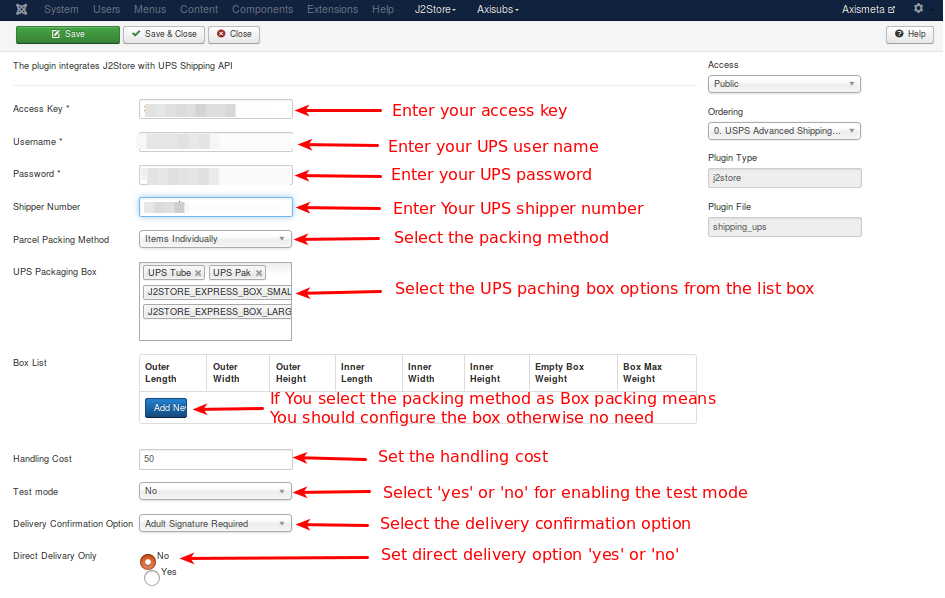 System Users Menus Content Components Extensions Help J2Store Axisubs Axismeta
Save Save & Close Close Help
The plugin integrates J2Store with UPS Shipping API
Access
Public
Access Key * Enter your access key
Ordering
0. USPS Advanced Shipping...
Username * Enter your UPS user name
Plugin Type
j2store
Password * Enter your UPS password
Plugin File
shipping_ups
Shipper Number Enter Your UPS shipper number
Parcel Packing Method Items Individually Select the packing method
UPS Packaging Box UPS Tube UPS Pak
J2STORE_EXPRESS_BOX_SMAL
Select the UPS paching box options from the list box
J2STORE_EXPRESS_BOX_LARG
Box List
Outer Length Outer Width Outer Height Inner Length Inner Width Inner Height Empty Box Weight Box Max Weight
Add Nev
If You select the packing method as Box packing means
You should configure the box otherwise no need
Handling Cost 50 Set the handling cost
Test mode No Select 'yes' or 'no' for enabling the test mode
Delivery Confirmation Option Adult Signature Required Select the delivery confirmation option
Direct Delivary Only No Set direct delivery option 'yes' or 'no'
Yes